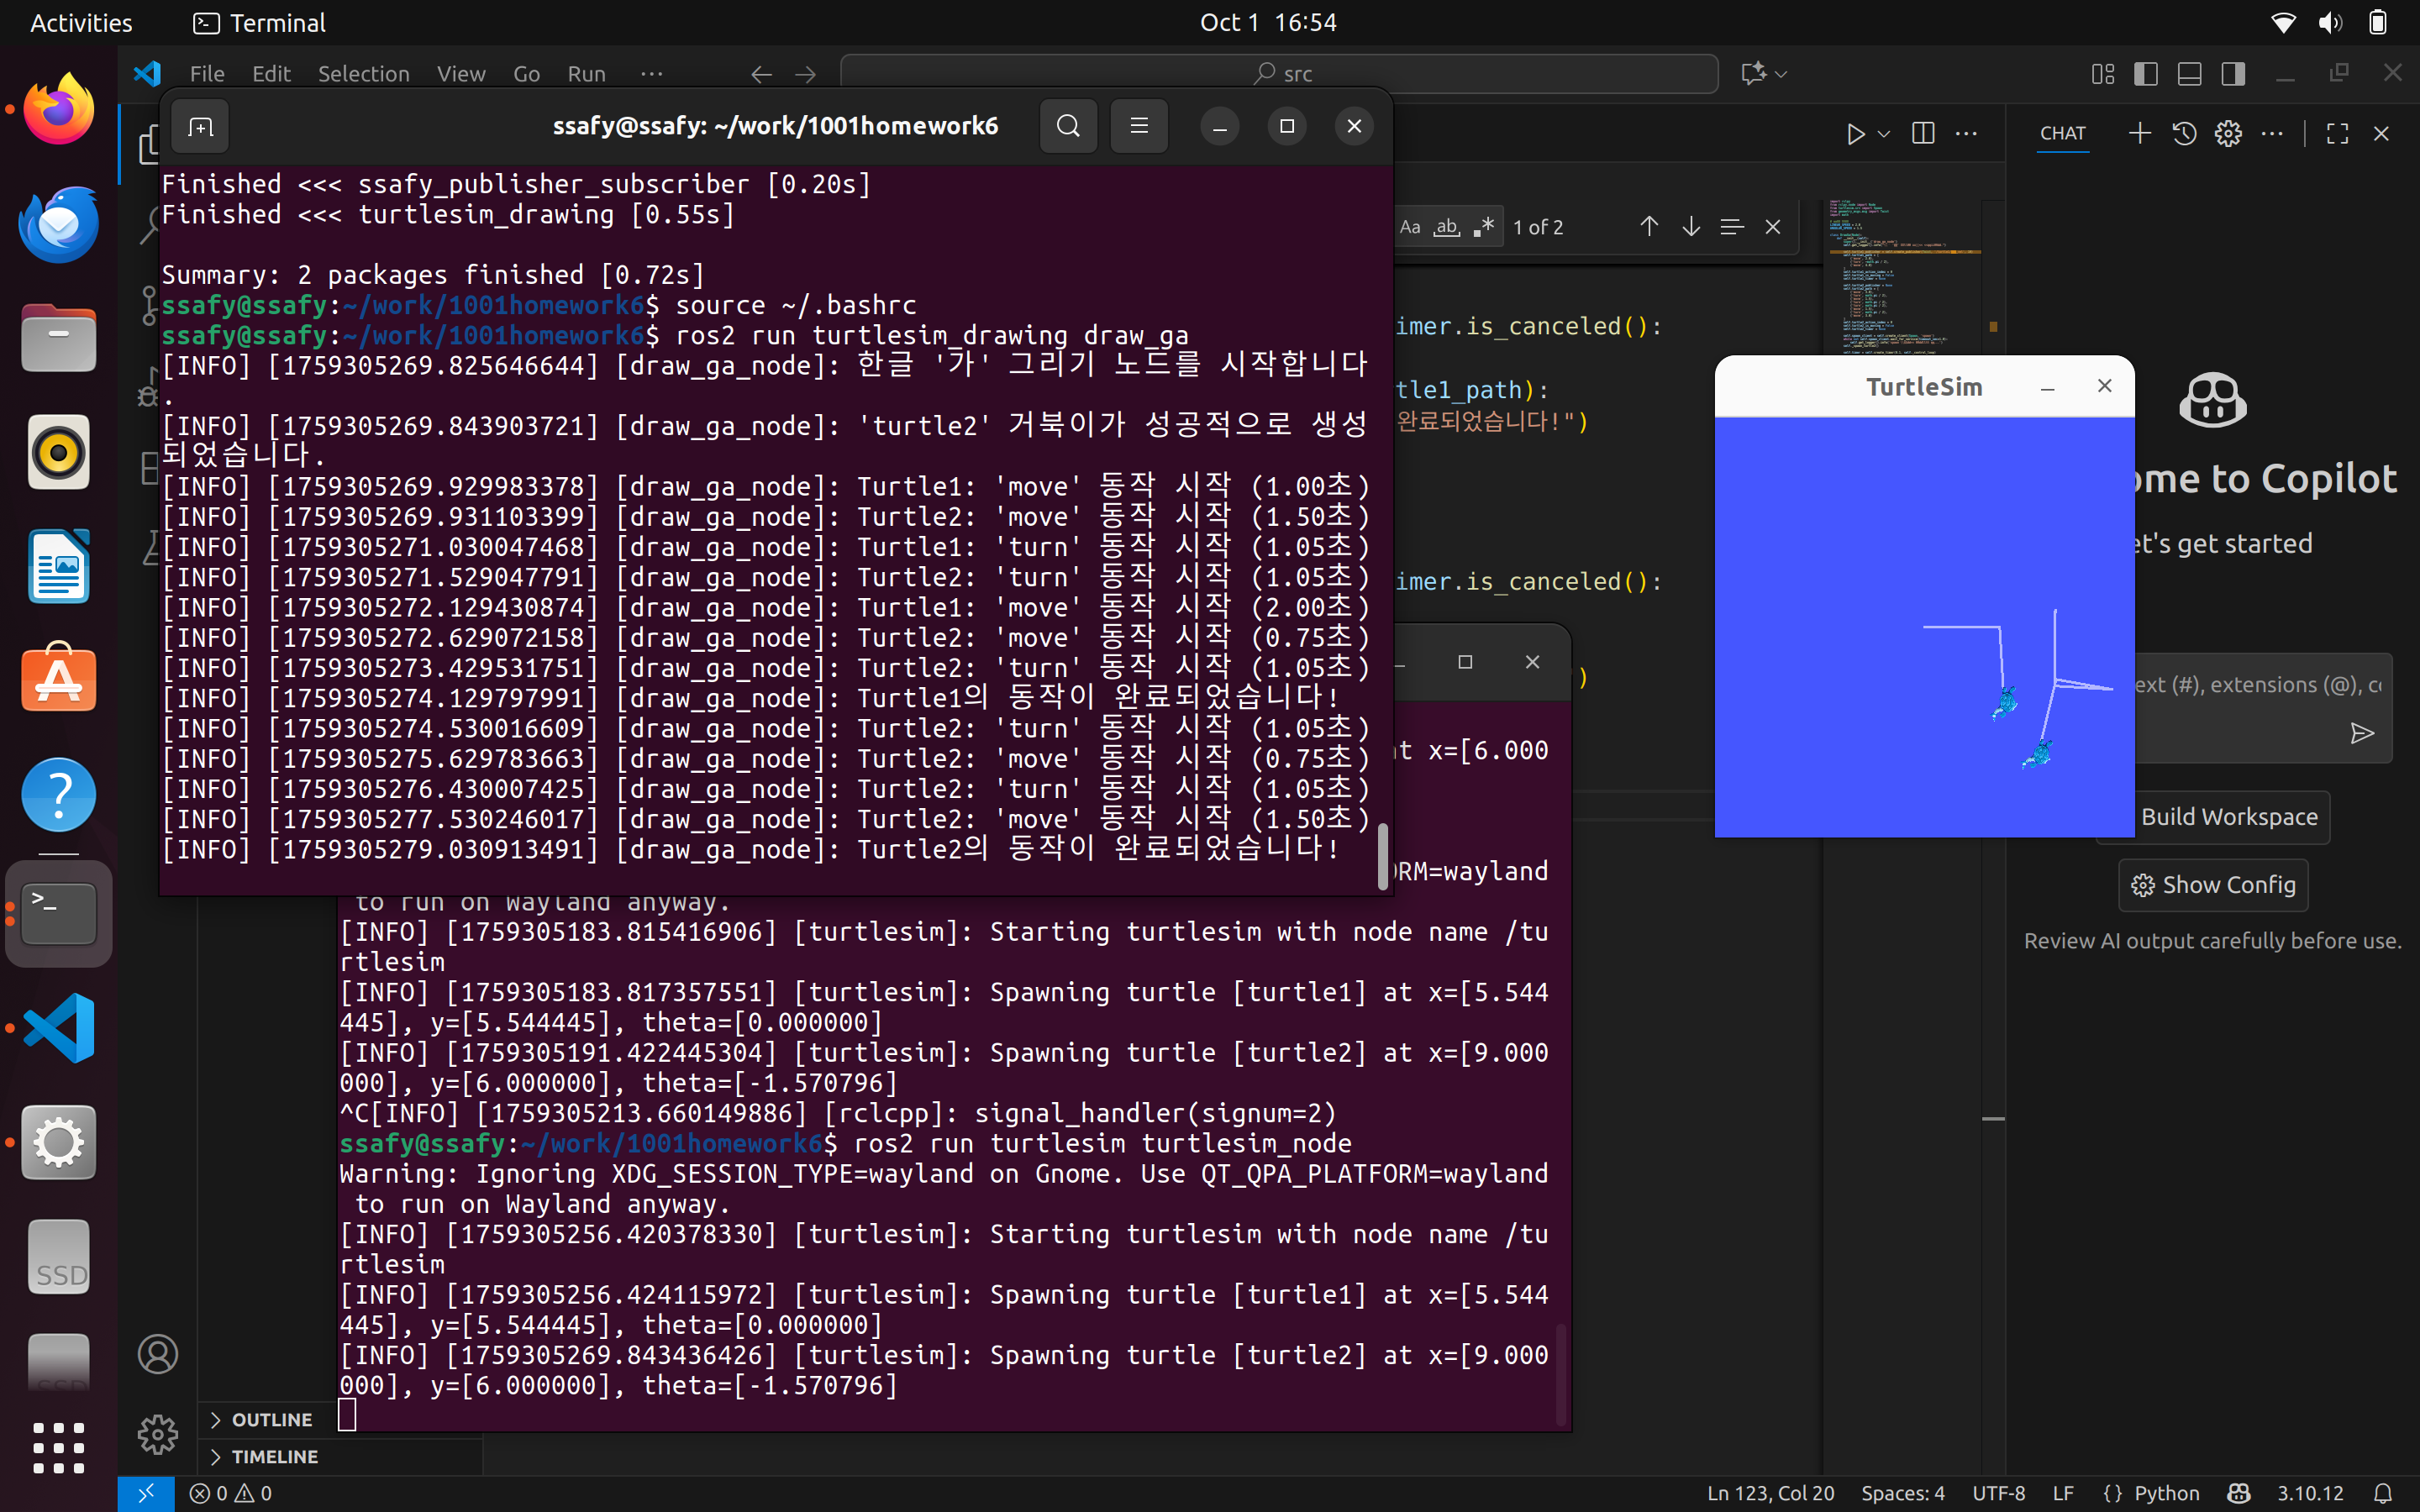 Activities
Terminal
Oct 1 16:54
File Edit Selection View Go Run ···
src
ssafy@ssafy: ~/work/1001homework6
Finished <<< ssafy_publisher_subscriber [0.20s]
Finished <<< turtlesim_drawing [0.55s]
Summary: 2 packages finished [0.72s]
ssafy@ssafy:~/work/1001homework6$ source ~/.bashrc
ssafy@ssafy:~/work/1001homework6$ ros2 run turtlesim_drawing draw_ga
[INFO] [1759305269.825646644] [draw_ga_node]: 한글 '가' 그리기 노드를 시작합니다
.
[INFO] [1759305269.843903721] [draw_ga_node]: 'turtle2' 거북이가 성공적으로 생성
되었습니다.
[INFO] [1759305269.929983378] [draw_ga_node]: Turtle1: 'move' 동작 시작 (1.00초)
[INFO] [1759305269.931103399] [draw_ga_node]: Turtle2: 'move' 동작 시작 (1.50초)
[INFO] [1759305271.030047468] [draw_ga_node]: Turtle1: 'turn' 동작 시작 (1.05초)
[INFO] [1759305271.529047791] [draw_ga_node]: Turtle2: 'turn' 동작 시작 (1.05초)
[INFO] [1759305272.129430874] [draw_ga_node]: Turtle1: 'move' 동작 시작 (2.00초)
[INFO] [1759305272.629072158] [draw_ga_node]: Turtle2: 'move' 동작 시작 (0.75초)
[INFO] [1759305273.429531751] [draw_ga_node]: Turtle2: 'turn' 동작 시작 (1.05초)
[INFO] [1759305274.129797991] [draw_ga_node]: Turtle1의 동작이 완료되었습니다!
[INFO] [1759305274.530016609] [draw_ga_node]: Turtle2: 'turn' 동작 시작 (1.05초)
[INFO] [1759305275.629783663] [draw_ga_node]: Turtle2: 'move' 동작 시작 (0.75초)
[INFO] [1759305276.430007425] [draw_ga_node]: Turtle2: 'turn' 동작 시작 (1.05초)
[INFO] [1759305277.530246017] [draw_ga_node]: Turtle2: 'move' 동작 시작 (1.50초)
[INFO] [1759305279.030913491] [draw_ga_node]: Turtle2의 동작이 완료되었습니다!
Aa ab .* 1 of 2
imer.is_canceled():
tle1_path):
완료되었습니다!")
imer.is_canceled():
)
at x=[6.000
ORM=wayland
to run on Wayland anyway.
[INFO] [1759305183.815416906] [turtlesim]: Starting turtlesim with node name /tu
rtlesim
[INFO] [1759305183.817357551] [turtlesim]: Spawning turtle [turtle1] at x=[5.544
445], y=[5.544445], theta=[0.000000]
[INFO] [1759305191.422445304] [turtlesim]: Spawning turtle [turtle2] at x=[9.000
000], y=[6.000000], theta=[-1.570796]
^C[INFO] [1759305213.660149886] [rclcpp]: signal_handler(signum=2)
ssafy@ssafy:~/work/1001homework6$ ros2 run turtlesim turtlesim_node
Warning: Ignoring XDG_SESSION_TYPE=wayland on Gnome. Use QT_QPA_PLATFORM=wayland
to run on Wayland anyway.
[INFO] [1759305256.420378330] [turtlesim]: Starting turtlesim with node name /tu
rtlesim
[INFO] [1759305256.424115972] [turtlesim]: Spawning turtle [turtle1] at x=[5.544
445], y=[5.544445], theta=[0.000000]
[INFO] [1759305269.843436426] [turtlesim]: Spawning turtle [turtle2] at x=[9.000
000], y=[6.000000], theta=[-1.570796]
TurtleSim
CHAT
ome to Copilot
et's get started
ext (#), extensions (@), c
Build Workspace
Show Config
Review AI output carefully before use.
SSD
SSD
OUTLINE
TIMELINE
0 0
Ln 123, Col 20 Spaces: 4 UTF-8 LF {} Python 3.10.12